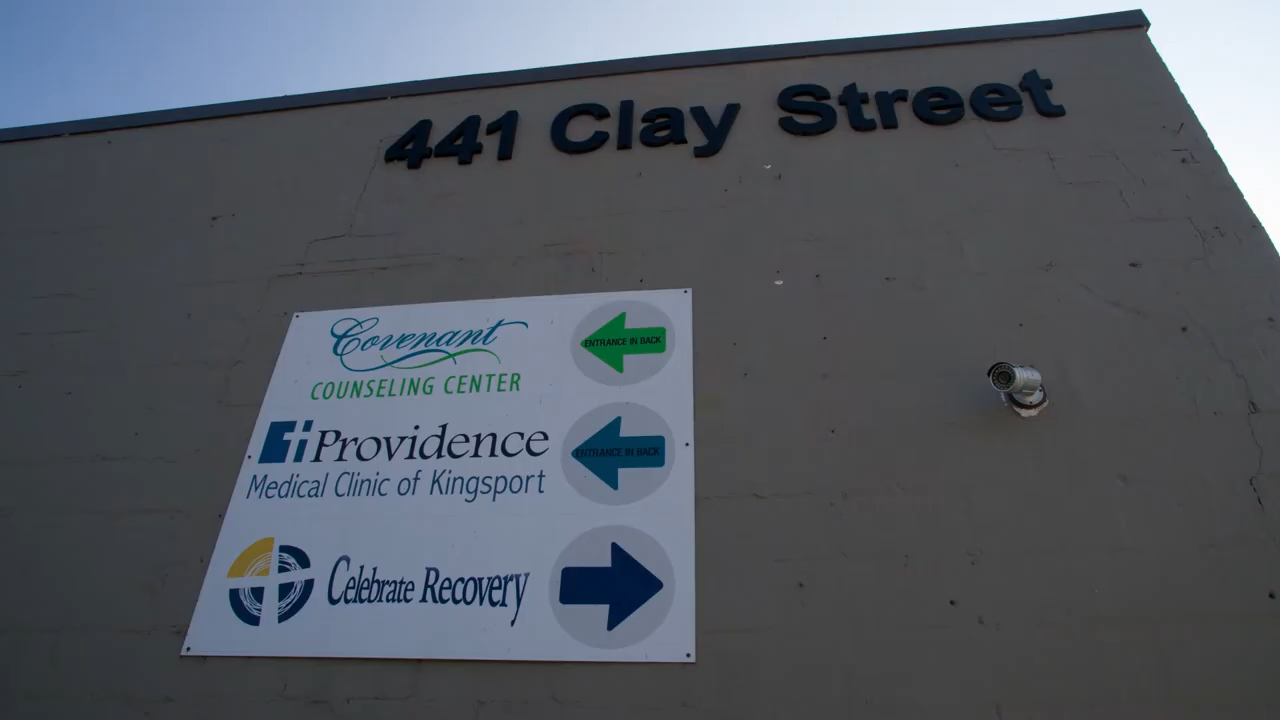 441 Clay Street
Covenant
COUNSELING CENTER
ENTRANCE IN BACK
Providence
Medical Clinic of Kingsport
ENTRANCE IN BACK
Celebrate Recovery